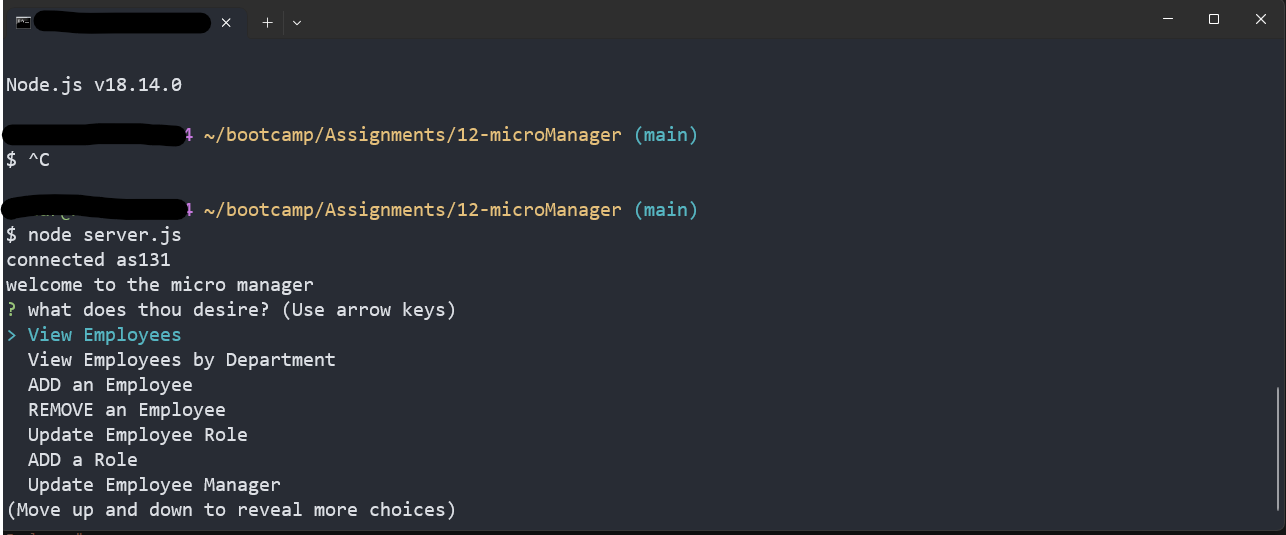 Node.js v18.14.0
4 ~/bootcamp/Assignments/12-microManager (main)
$ ^C
4 ~/bootcamp/Assignments/12-microManager (main)
$ node server.js
connected as131
welcome to the micro manager
? what does thou desire? (Use arrow keys)
> View Employees
View Employees by Department
ADD an Employee
REMOVE an Employee
Update Employee Role
ADD a Role
Update Employee Manager
(Move up and down to reveal more choices)